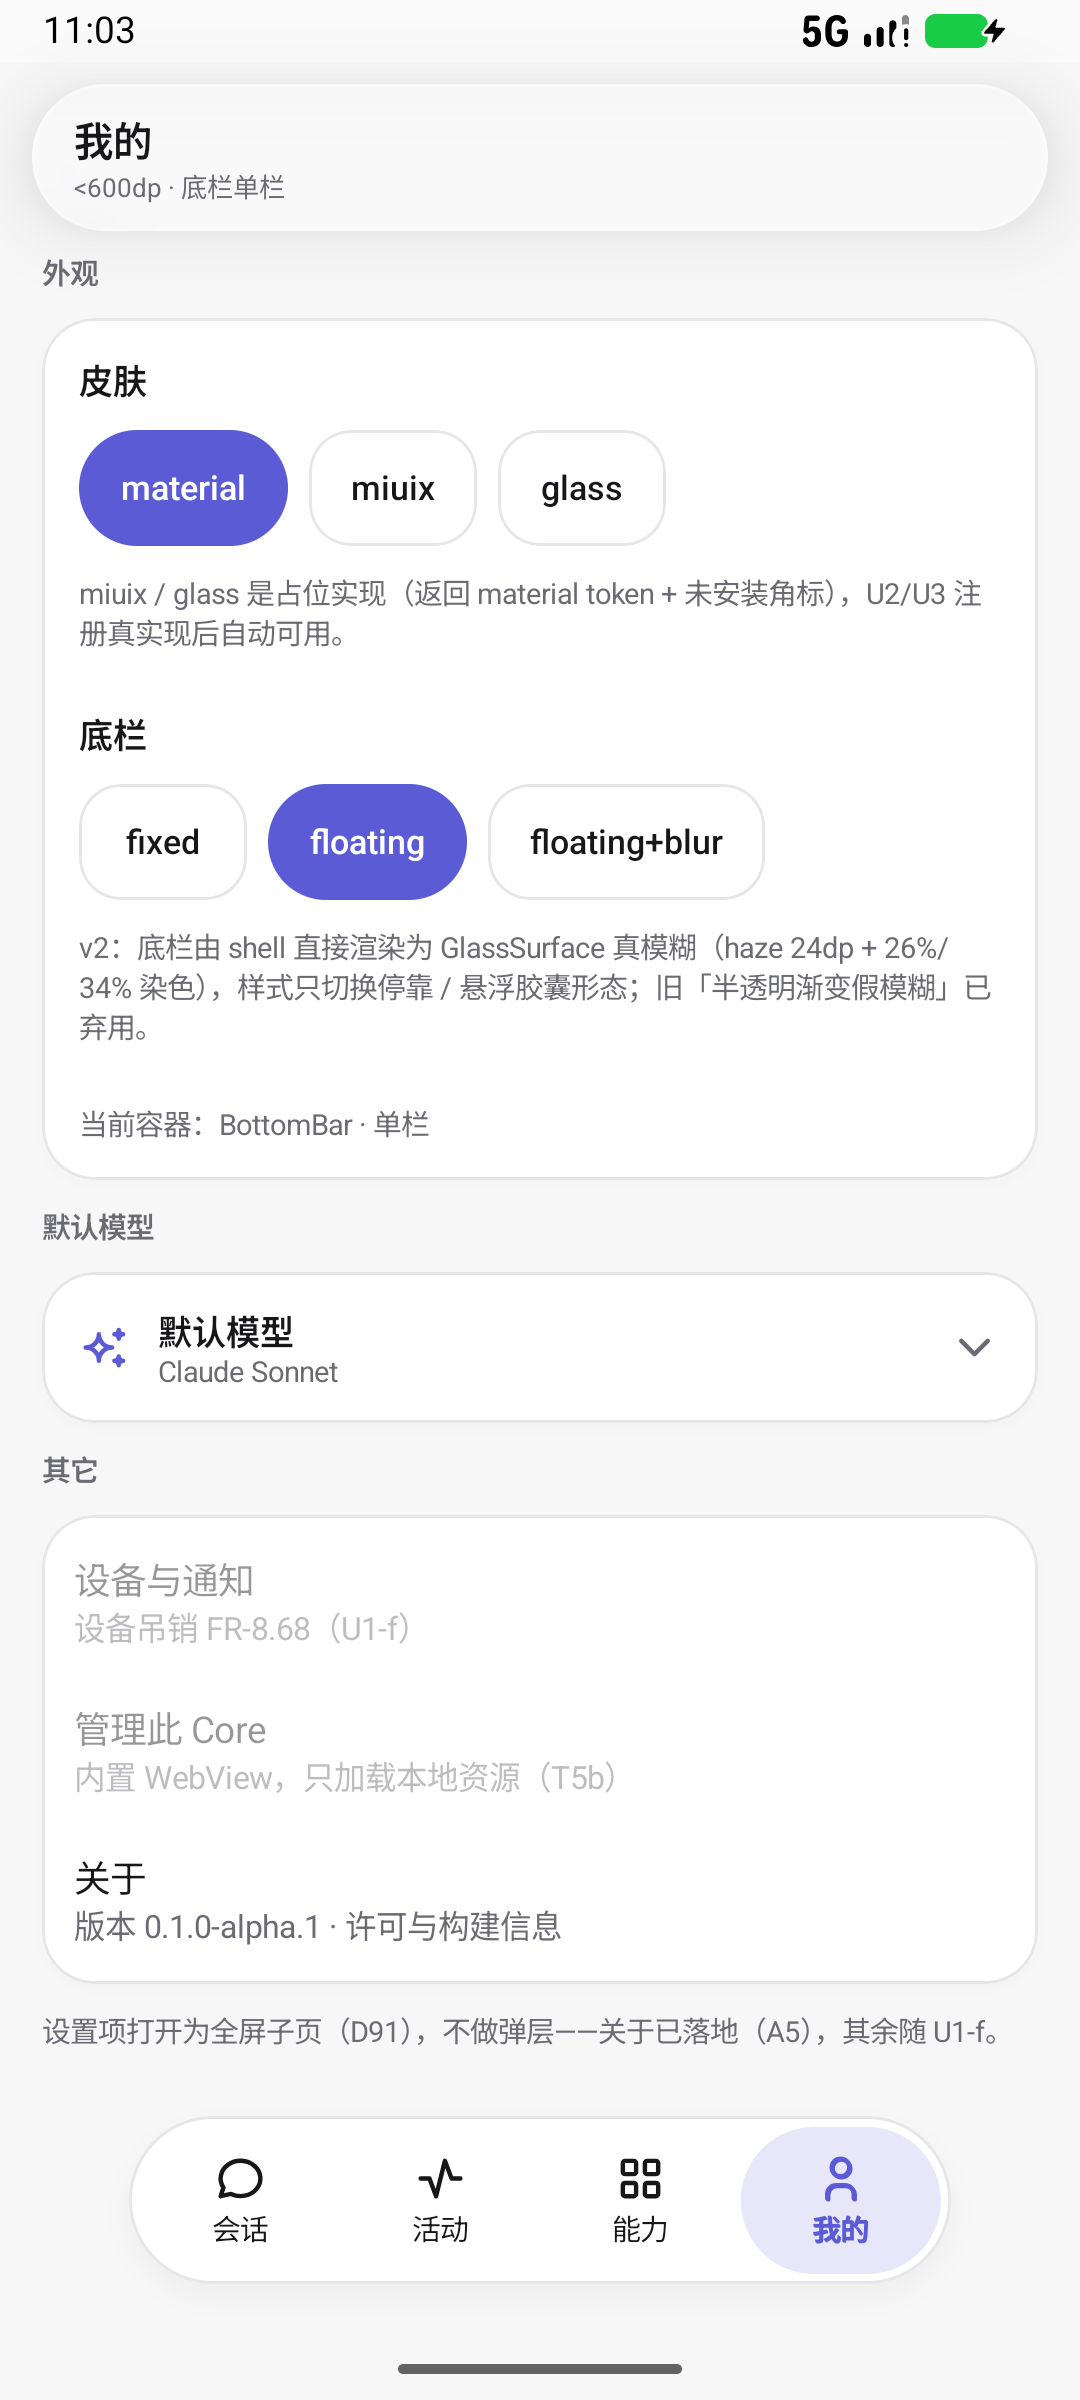 11:03
5G
我的
<600dp · 底栏单栏
外观
皮肤
material
miuix
glass
miuix / glass 是占位实现（返回 material token + 未安装角标），U2/U3 注
册真实现后自动可用。
底栏
fixed
floating
floating+blur
v2：底栏由 shell 直接渲染为 GlassSurface 真模糊（haze 24dp + 26%/
34% 染色），样式只切换停靠 / 悬浮胶囊形态；旧「半透明渐变假模糊」已
弃用。
当前容器：BottomBar · 单栏
默认模型
默认模型
Claude Sonnet
其它
设备与通知
设备吊销 FR-8.68（U1-f）
管理此 Core
内置 WebView，只加载本地资源（T5b）
关于
版本 0.1.0-alpha.1 · 许可与构建信息
设置项打开为全屏子页（D91），不做弹层——关于已落地（A5），其余随 U1-f。
会话
活动
能力
我的